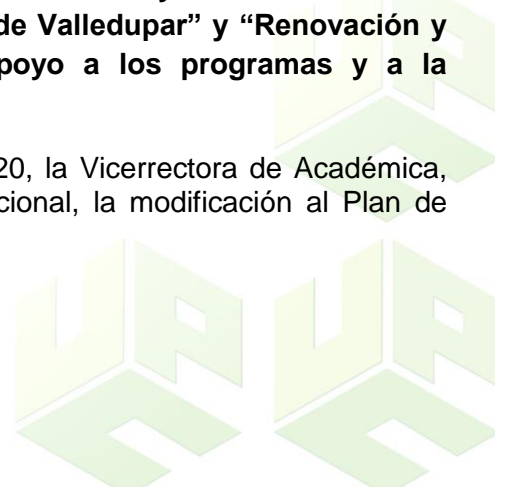 de Valledupar” y “Renovación y
poyo a los programas y a la
20, la Vicerrectora de Académica,
cional, la modificación al Plan de